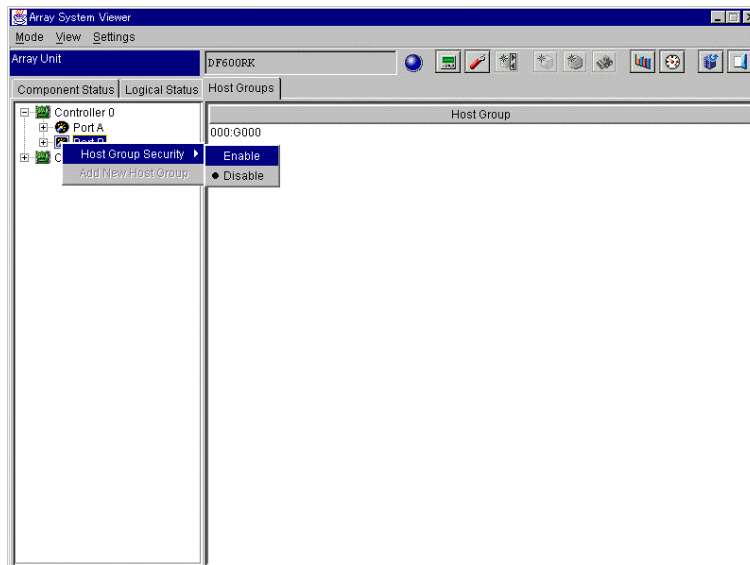 Array System Viewer
Mode View Settings
Array Unit DF600RK
Component Status Logical Status Host Groups
Controller 0
Host Group
Port A
000:G000
Host Group Security Enable
Add New Host Group Disable